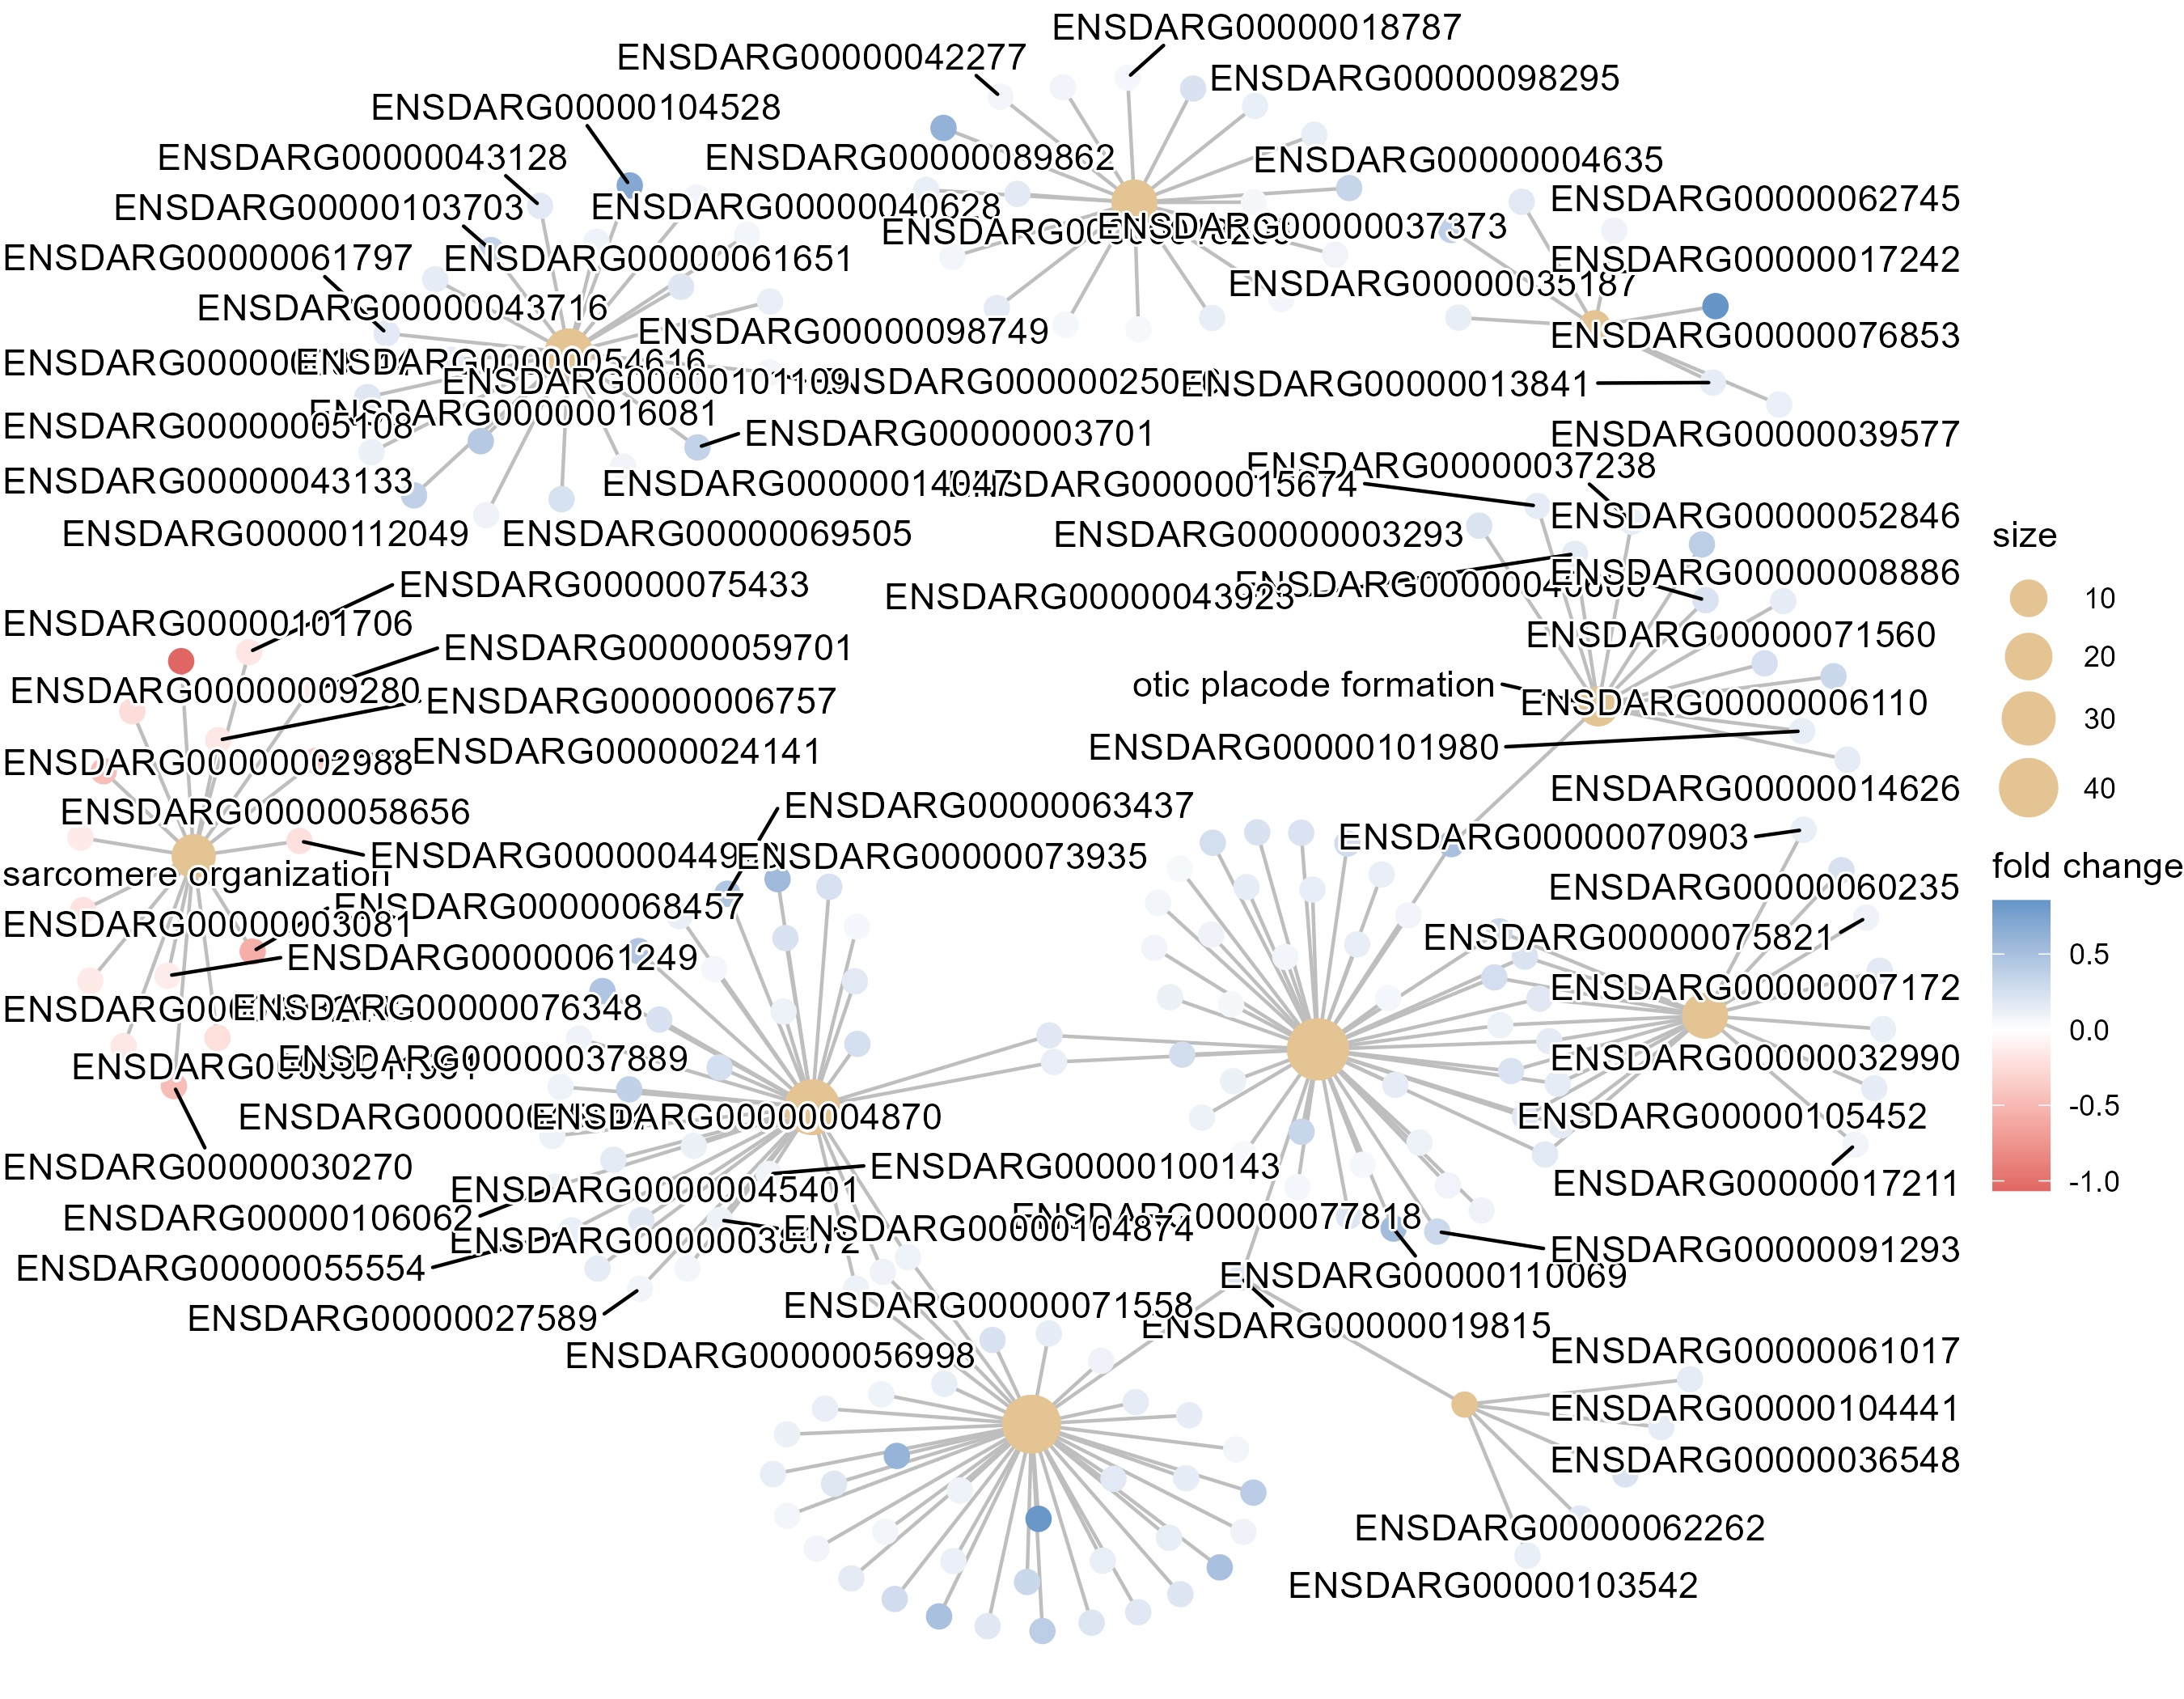 ENSDARG00000018787
ENSDARG00000042277
ENSDARG00000098295
ENSDARG00000104528
ENSDARG00000043128
ENSDARG00000089862
ENSDARG00000004635
ENSDARG00000062745
ENSDARG00000103703
ENSDARG00000040628
ENSDARG00000037373
ENSDARG00000061797
ENSDARG00000061651
ENSDARG00000017242
ENSDARG00000035187
ENSDARG00000043716
ENSDARG00000098749
ENSDARG00000076853
ENSDARG00000054616
ENSDARG00000101109
ENSDARG00000013841
ENSDARG00000016081
ENSDARG00000005108
ENSDARG00000003701
ENSDARG00000039577
ENSDARG00000037238
ENSDARG00000043133
ENSDARG00000014047
ENSDARG00000015674
ENSDARG00000052846
ENSDARG00000112049
ENSDARG00000069505
ENSDARG00000003293
size
ENSDARG00000008886
ENSDARG00000075433
ENSDARG00000043923
10
ENSDARG00000101706
ENSDARG00000071560
ENSDARG00000059701
20
otic placode formation
ENSDARG00000009280
ENSDARG00000006757
ENSDARG00000006110
30
ENSDARG00000101980
ENSDARG00000024141
ENSDARG00000002988
ENSDARG00000014626
40
ENSDARG00000063437
ENSDARG00000058656
ENSDARG00000070903
ENSDARG00000073935
fold change
sarcomere organization
ENSDARG00000060235
ENSDARG00000068457
ENSDARG00000003081
ENSDARG00000075821
0.5
ENSDARG00000061249
ENSDARG00000007172
ENSDARG00000076348
0.0
ENSDARG00000037889
ENSDARG00000032990
-0.5
ENSDARG00000004870
ENSDARG00000105452
ENSDARG00000030270
ENSDARG00000100143
ENSDARG00000017211
-1.0
ENSDARG00000045401
ENSDARG00000106062
ENSDARG00000077818
ENSDARG00000104874
ENSDARG00000091293
ENSDARG00000055554
ENSDARG00000110069
ENSDARG00000071558
ENSDARG00000027589
ENSDARG00000019815
ENSDARG00000056998
ENSDARG00000061017
ENSDARG00000104441
ENSDARG00000036548
ENSDARG00000062262
ENSDARG00000103542